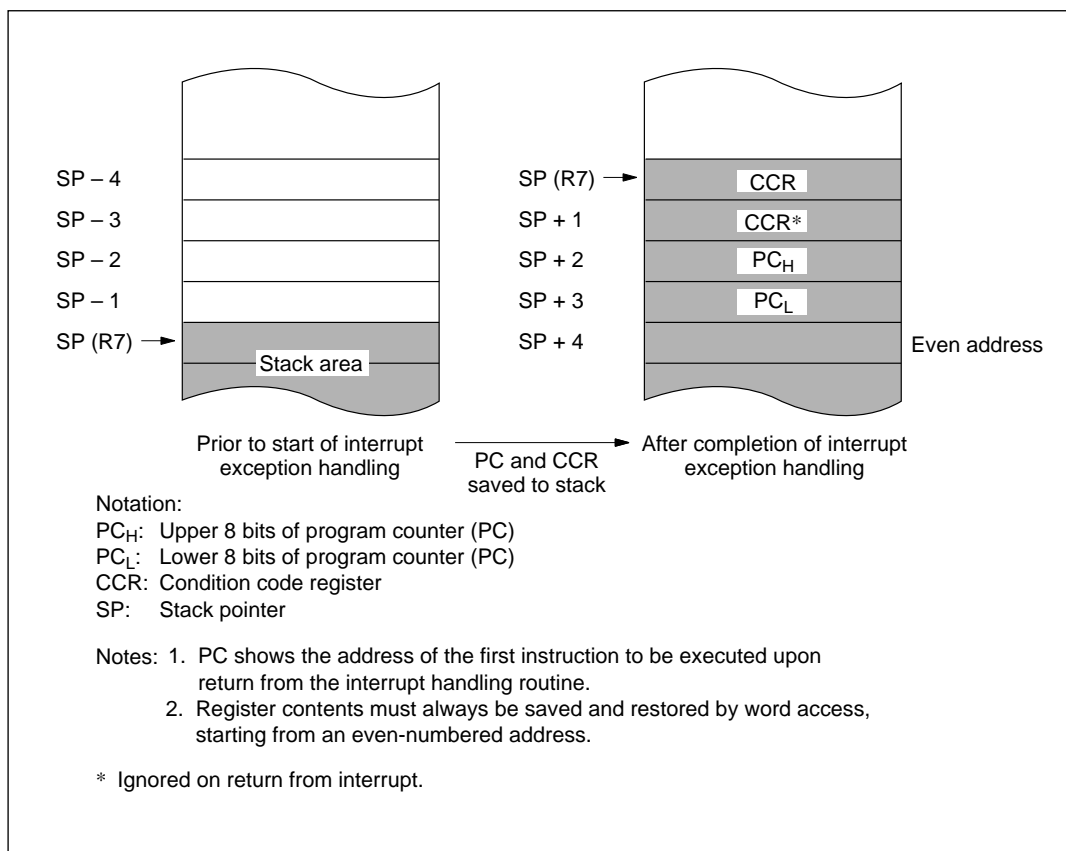 SP – 4
SP – 3
SP – 2
SP – 1
SP (R7)
Stack area
SP (R7)
SP + 1
SP + 2
SP + 3
SP + 4
CCR
CCR*
PCH
PCL
Even address
Prior to start of interrupt
exception handling
PC and CCR
saved to stack
After completion of interrupt
exception handling
Notation:
PCH: Upper 8 bits of program counter (PC)
PCL: Lower 8 bits of program counter (PC)
CCR: Condition code register
SP: Stack pointer
Notes: 1. PC shows the address of the first instruction to be executed upon
return from the interrupt handling routine.
2. Register contents must always be saved and restored by word access,
starting from an even-numbered address.
* Ignored on return from interrupt.